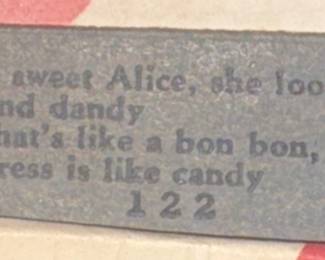 sweet Alice, she loo
nd dandy
hat's like a bon bon,
ress is like candy
122